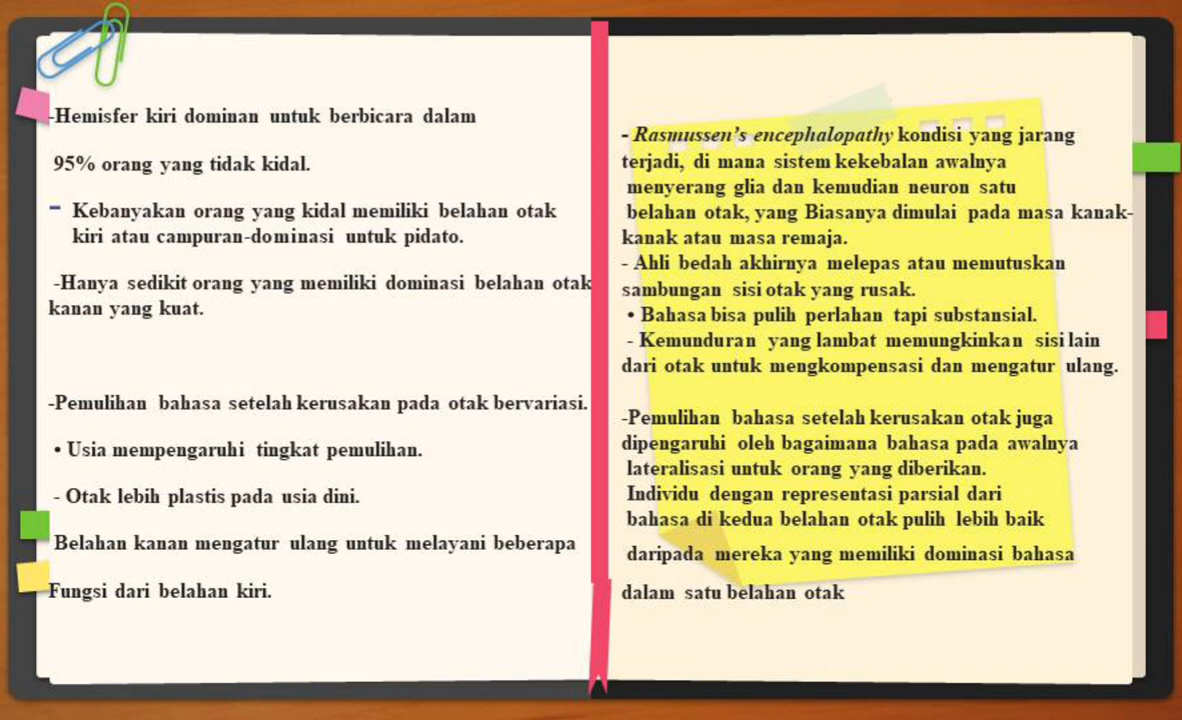 -Hemisfer kiri dominan untuk berbicara dalam
95% orang yang tidak kidal.
- Kebanyakan orang yang kidal memiliki belahan otak
kiri atau campuran-dominasi untuk pidato.
-Hanya sedikit orang yang memiliki dominasi belahan otak
kanan yang kuat.
-Pemulihan bahasa setelah kerusakan pada otak bervariasi.
• Usia mempengaruhi tingkat pemulihan.
- Otak lebih plastis pada usia dini.
Belahan kanan mengatur ulang untuk melayani beberapa
Fungsi dari belahan kiri.
- Rasmussen's encephalopathy kondisi yang jarang
terjadi, di mana sistem kekebalan awalnya
menyerang glia dan kemudian neuron satu
belahan otak, yang Biasanya dimulai pada masa kanak-
kanak atau masa remaja.
- Ahli bedah akhirnya melepas atau memutuskan
sambungan sisi otak yang rusak.
• Bahasa bisa pulih perlahan tapi substansial.
- Kemunduran yang lambat memungkinkan sisi lain
dari otak untuk mengkompensasi dan mengatur ulang.
-Pemulihan bahasa setelah kerusakan otak juga
dipengaruhi oleh bagaimana bahasa pada awalnya
lateralisasi untuk orang yang diberikan.
Individu dengan representasi parsial dari
bahasa di kedua belahan otak pulih lebih baik
daripada mereka yang memiliki dominasi bahasa
dalam satu belahan otak